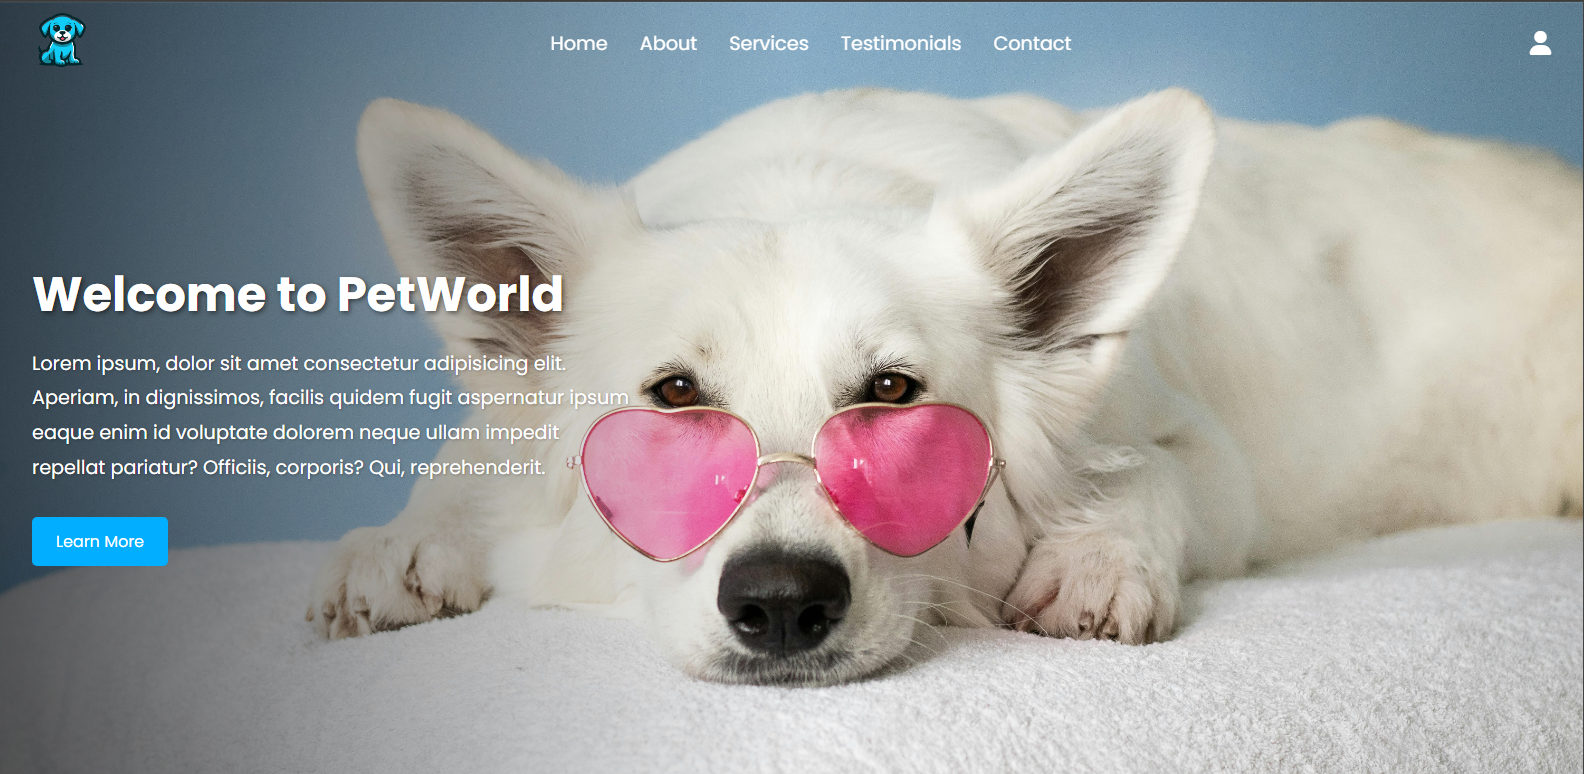 Home
About
Services
Testimonials
Contact
Welcome to PetWorld
Lorem ipsum, dolor sit amet consectetur adipisicing elit.
Aperiam, in dignissimos, facilis quidem fugit aspernatur ipsum
eaque enim id voluptate dolorem neque ullam impedit
repellat pariatur? Officiis, corporis? Qui, reprehenderit.
Learn More